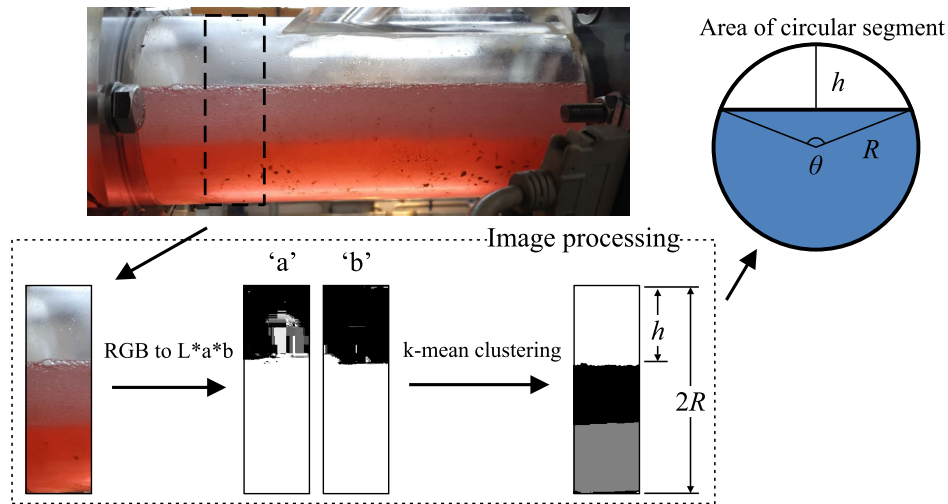 Area of circular segment
h
θ
R
Image processing
‘a’
‘b’
RGB to L*a*b
k-mean clustering
h
2R